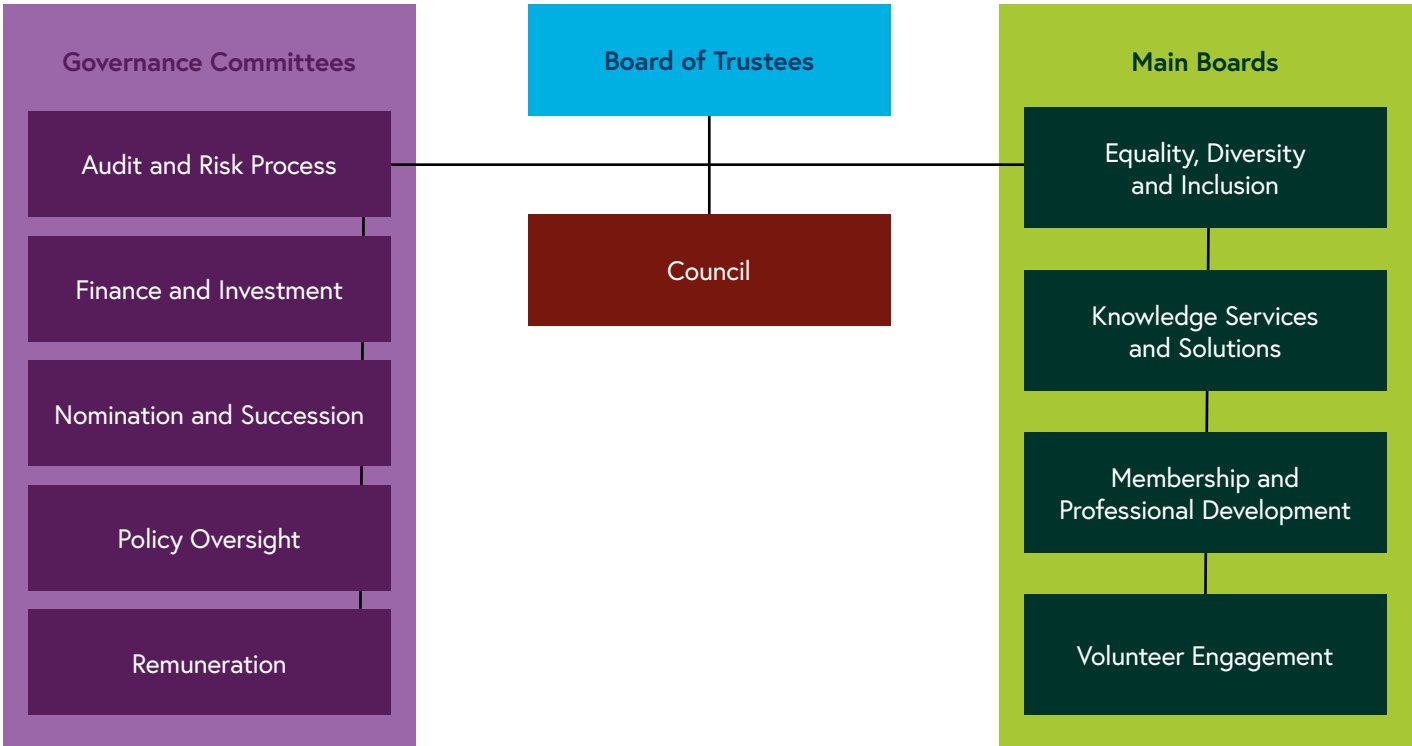 Governance Committees
Audit and Risk Process
Finance and Investment
Nomination and Succession
Policy Oversight
Remuneration
Board of Trustees
Council
Main Boards
Equality, Diversity
and Inclusion
Knowledge Services
and Solutions
Membership and
Professional Development
Volunteer Engagement